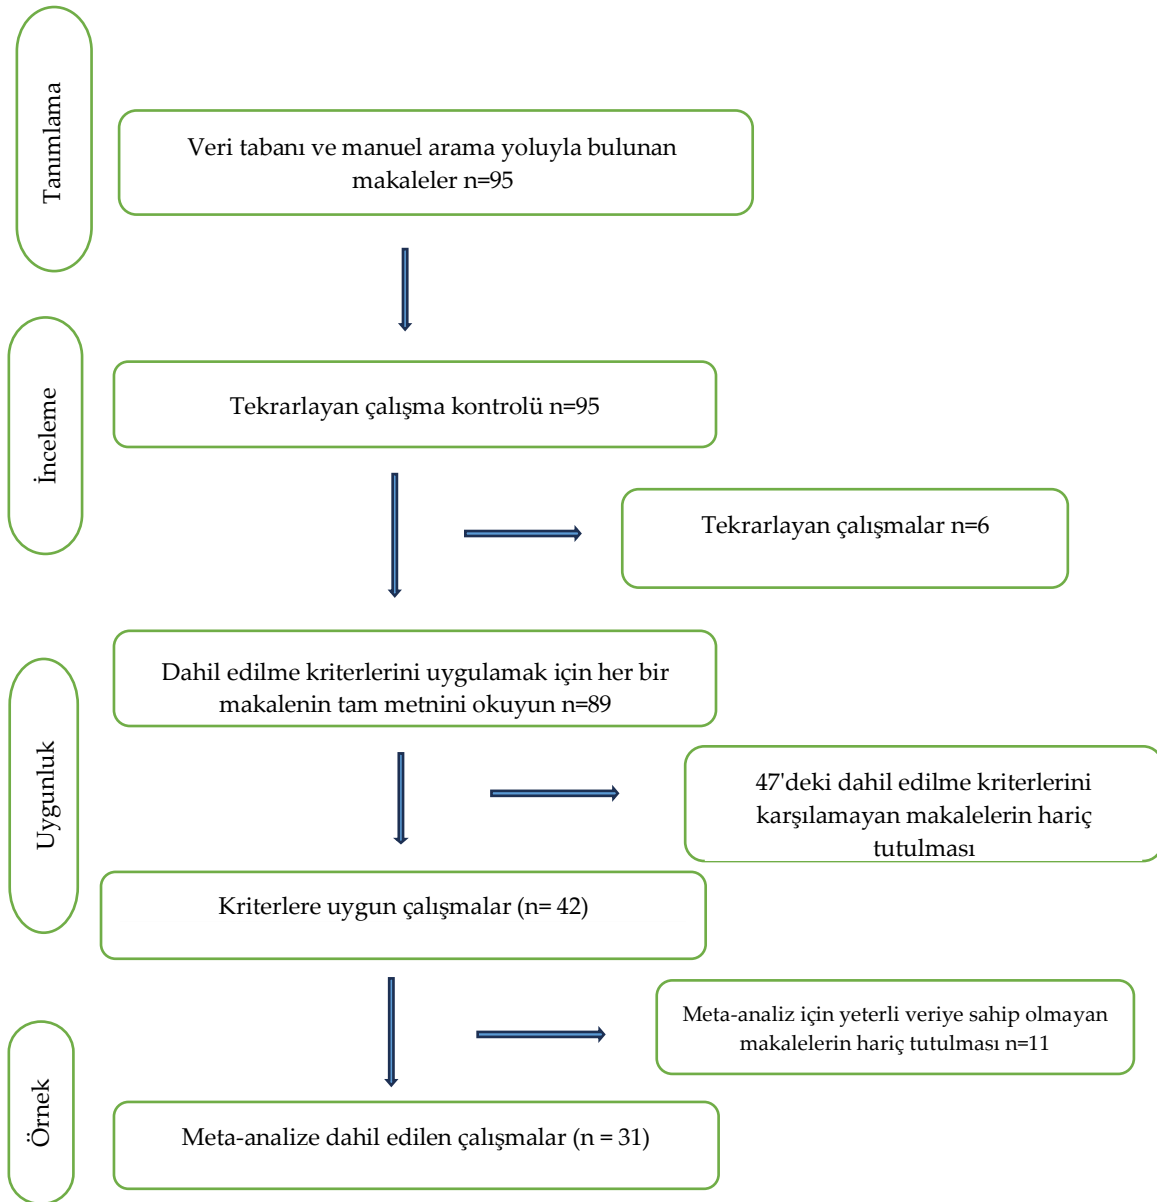 Tanımlama
Veri tabanı ve manuel arama yoluyla bulunan
makaleler n=95
İnceleme
Tekrarlayan çalışma kontrolü n=95
Tekrarlayan çalışmalar n=6
Uygunluk
Dahil edilme kriterlerini uygulamak için her bir
makalenin tam metnini okuyun n=89
47'deki dahil edilme kriterlerini
karşılamayan makalelerin hariç
tutulması
Kriterlere uygun çalışmalar (n= 42)
Meta-analiz için yeterli veriye sahip olmayan
makalelerin hariç tutulması n=11
Örnek
Meta-analize dahil edilen çalışmalar (n = 31)